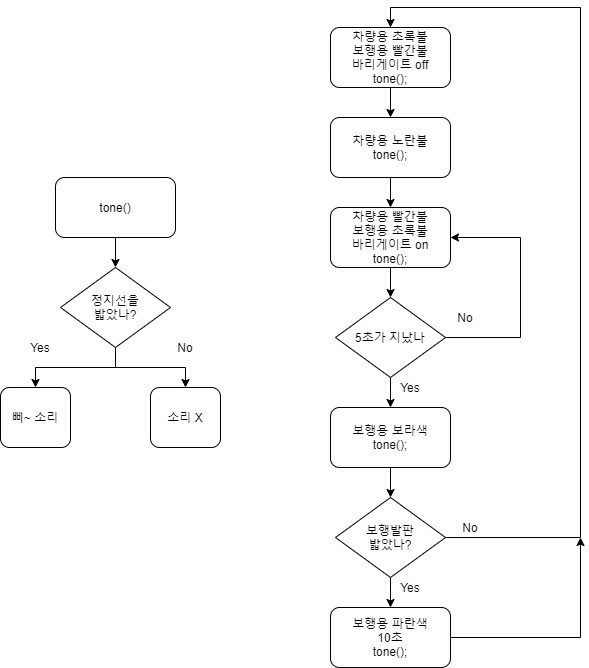 tone()
정지선을
밟았나?
Yes
No
삐~ 소리
소리 X
차량용 초록불
보행용 빨간불
바리게이트 off
tone();
차량용 노란불
tone();
차량용 빨간불
보행용 초록불
바리게이트 on
tone();
5초가 지났나
No
Yes
보행용 보라색
tone();
보행발판
밟았나?
No
Yes
보행용 파란색
10초
tone();